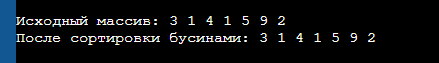 Исходный массив: 3 1 4 1 5 9 2
После сортировки бусинами: 3 1 4 1 5 9 2